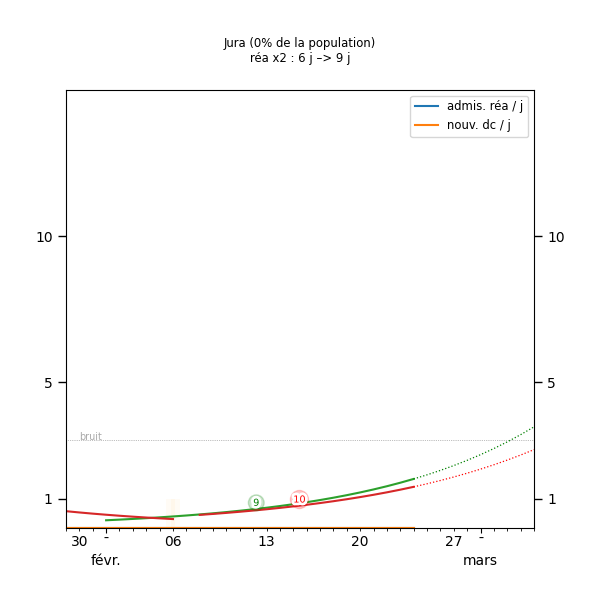 Jura (0% de la population)
réa x2 : 6 j –> 9 j
admis. réa / j
nouv. dc / j
10
10
5
5
bruit
1
9
10
1
30
06
13
20
27
févr.
mars